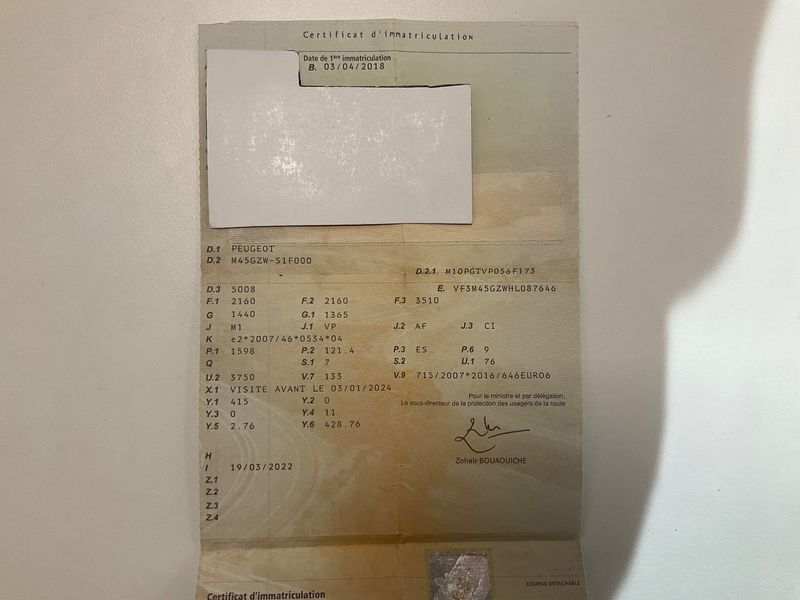 Certificat d'immatriculation
Date de 1ère immatriculation
B. 03/04/2018
D.1 PEUGEOT
D.2 M45GZW-S1F000
D.2.1 M10PGTVP056F173
D.3 5008 E. VF3M45GZWHL087646
F.1 2160 F.2 2160 F.3 3510
G 1440 G.1 1365
J M1 J.1 VP J.2 AF J.3 CI
K e2*2007/46*0534*04
P.1 1598 P.2 121.4 P.3 ES P.6 9
Q S.1 7 S.2 U.1 76
U.2 3750 V.7 133 V.9 715/2007*2016/646EURO6
X.1 VISITE AVANT LE 03/01/2024
Pour le ministre et par délégation,
Le sous-directeur de la protection des usagers de la route
Y.1 415 Y.2 0
Y.3 0 Y.4 11
Y.5 2.76 Y.6 428.76
Zoheir BOUAOUICHE
H
I 19/03/2022
Z.1
Z.2
Z.3
Z.4
COUPON DÉTACHABLE
Certificat d'immatriculation